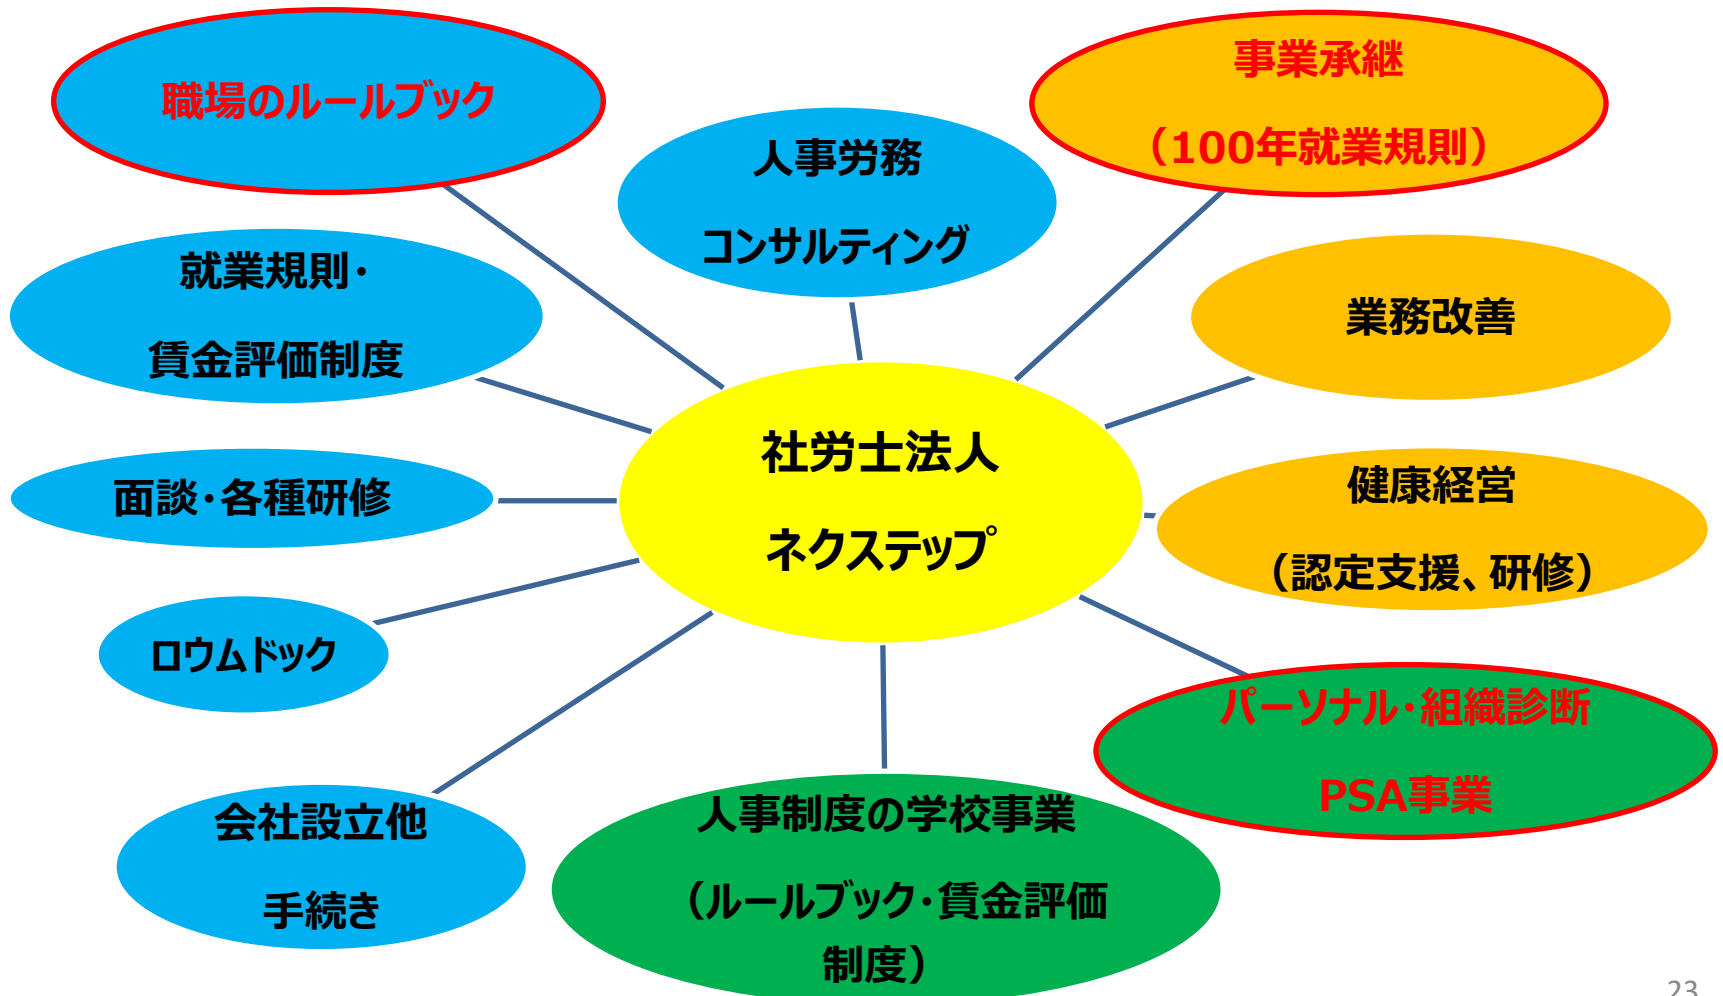 職場のルールブック
事業承継
（100年就業規則）
人事労務
コンサルティング
就業規則・
賃金評価制度
業務改善
社労士法人
ネクステップ
面談・各種研修
健康経営
（認定支援、研修）
ロウムドック
パーソナル・組織診断
PSA事業
会社設立他
手続き
人事制度の学校事業
（ルールブック・賃金評価
制度）
23